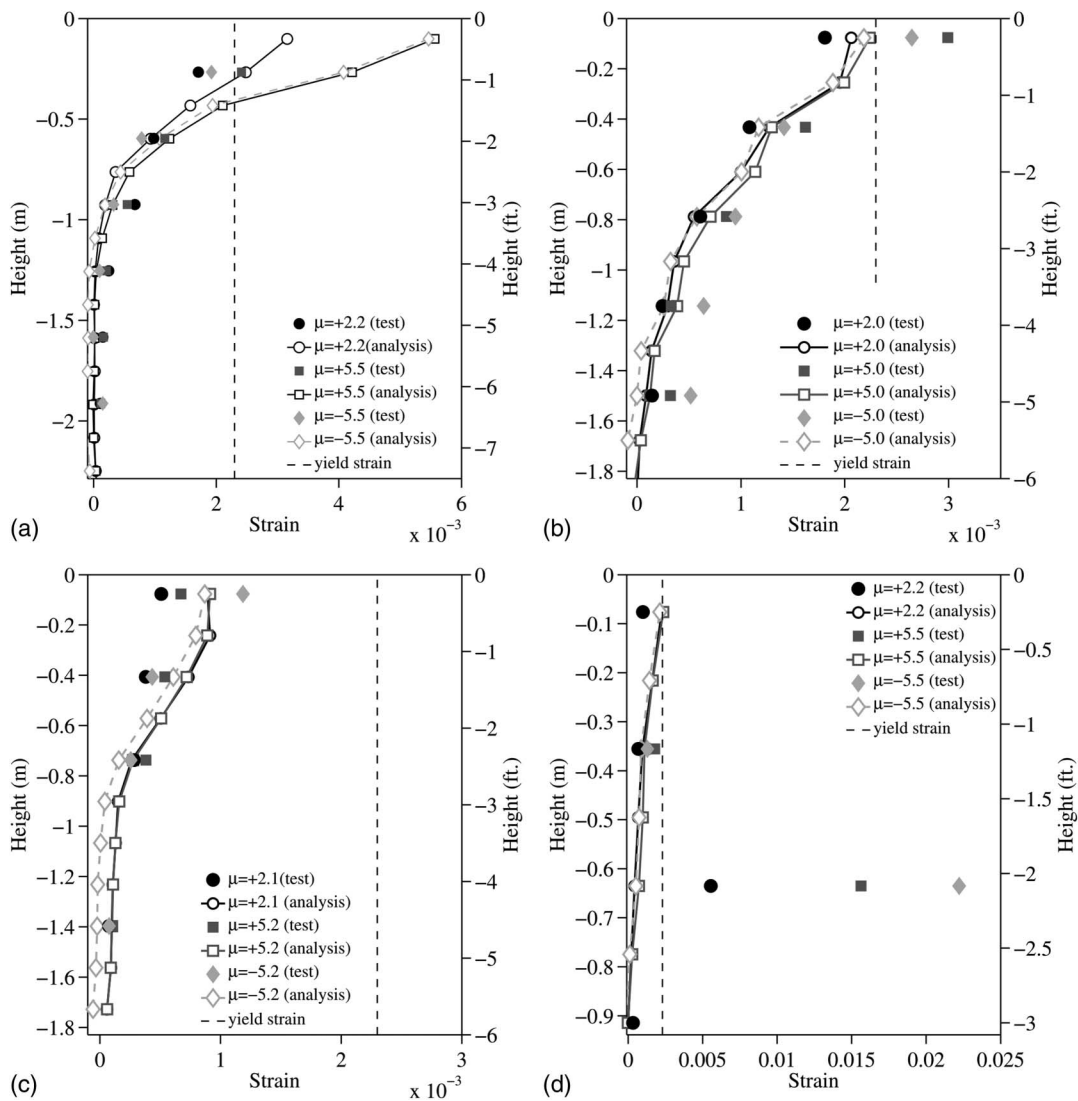 0
−0.5
−1
−1.5
−2
Height (m)
0
−1
−2
−3
−4
−5
−6
−7
Height (ft.)
μ=+2.2 (test)
μ=+2.2(analysis)
μ=+5.5 (test)
μ=+5.5 (analysis)
μ=−5.5 (test)
μ=−5.5 (analysis)
yield strain
0 2 4 6
(a) Strain x 10⁻³
0
−0.2
−0.4
−0.6
−0.8
−1
−1.2
−1.4
−1.6
−1.8
Height (m)
0
−1
−2
−3
−4
−5
−6
Height (ft.)
μ=+2.0 (test)
μ=+2.0 (analysis)
μ=+5.0 (test)
μ=+5.0 (analysis)
μ=−5.0 (test)
μ=−5.0 (analysis)
yield strain
0 1 2 3
(b) Strain x 10⁻³
0
−0.2
−0.4
−0.6
−0.8
−1
−1.2
−1.4
−1.6
−1.8
Height (m)
0
−1
−2
−3
−4
−5
−6
Height (ft.)
μ=+2.1(test)
μ=+2.1 (analysis)
μ=+5.2 (test)
μ=+5.2 (analysis)
μ=−5.2 (test)
μ=−5.2 (analysis)
yield strain
0 1 2 3
(c) Strain x 10⁻³
0
−0.1
−0.2
−0.3
−0.4
−0.5
−0.6
−0.7
−0.8
−0.9
Height (m)
0
−0.5
−1
−1.5
−2
−2.5
−3
Height (ft.)
μ=+2.2 (test)
μ=+2.2 (analysis)
μ=+5.5 (test)
μ=+5.5 (analysis)
μ=−5.5 (test)
μ=−5.5 (analysis)
yield strain
0 0.005 0.01 0.015 0.02 0.025
(d) Strain